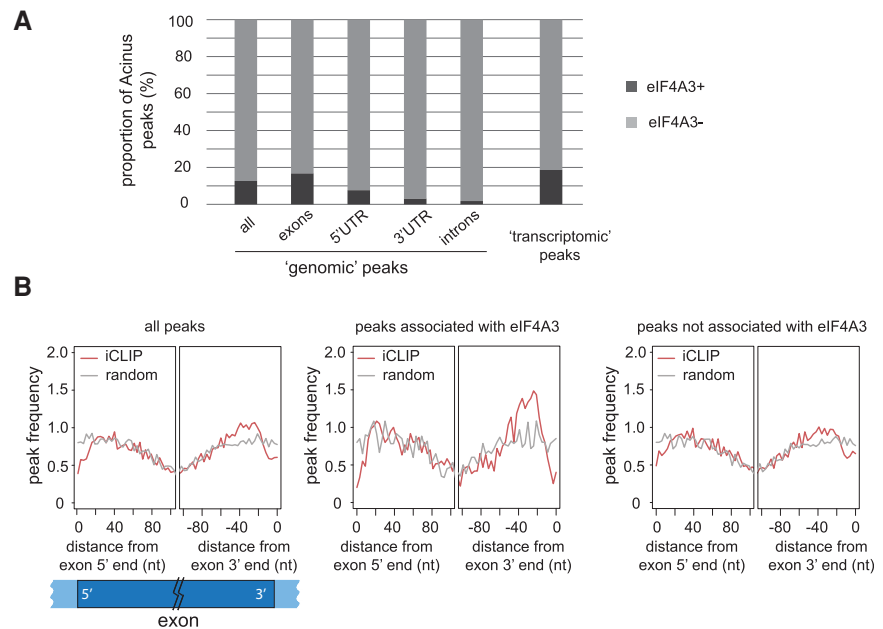 A
proportion of Acinus
peaks (%)
100
80
60
40
20
0
all
exons
5'UTR
3'UTR
introns
'genomic' peaks
'transcriptomic'
peaks
eIF4A3+
eIF4A3-
B
all peaks
peak frequency
2.0
1.5
1.0
0.5
0
iCLIP
random
0 40 80
-80 -40 0
distance from
exon 5' end (nt)
distance from
exon 3' end (nt)
5'
3'
exon
peaks associated with eIF4A3
peak frequency
2.0
1.5
1.0
0.5
0
iCLIP
random
0 40 80
-80 -40 0
distance from
exon 5' end (nt)
distance from
exon 3' end (nt)
peaks not associated with eIF4A3
peak frequency
2.0
1.5
1.0
0.5
0
iCLIP
random
0 40 80
-80 -40 0
distance from
exon 5' end (nt)
distance from
exon 3' end (nt)